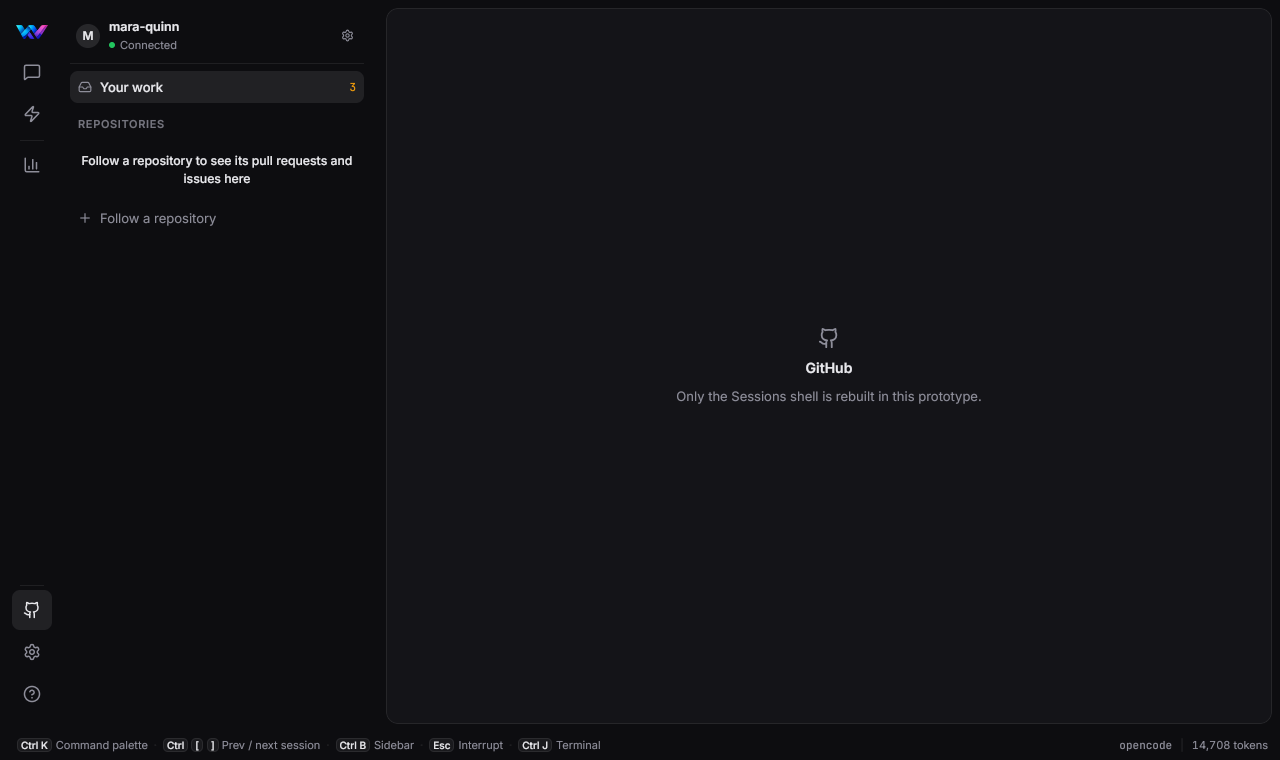 M
mara-quinn
Connected
Your work
3
REPOSITORIES
Follow a repository to see its pull requests and
issues here
Follow a repository
GitHub
Only the Sessions shell is rebuilt in this prototype.
Ctrl K Command palette · Ctrl [ ] Prev / next session · Ctrl B Sidebar · Esc Interrupt · Ctrl J Terminal
opencode
14,708 tokens